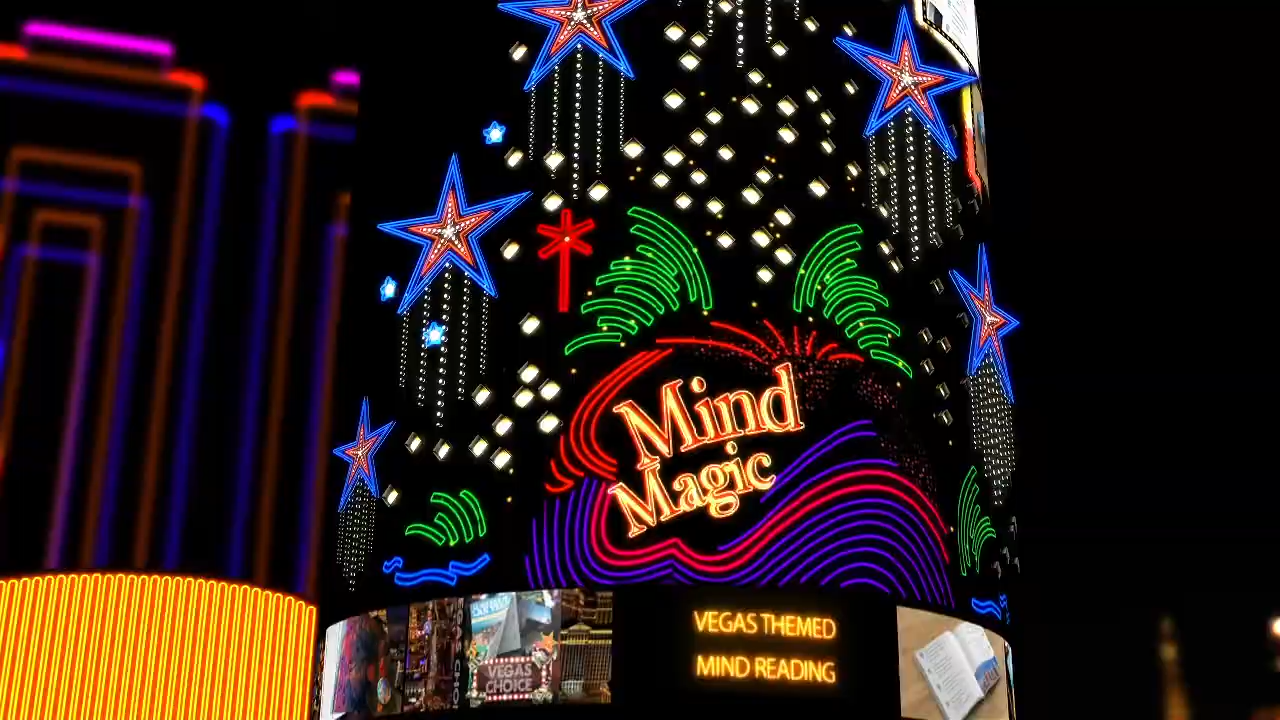 Mind
Magic
VEGAS THEMED
MIND READING
VEGAS
CHOICE